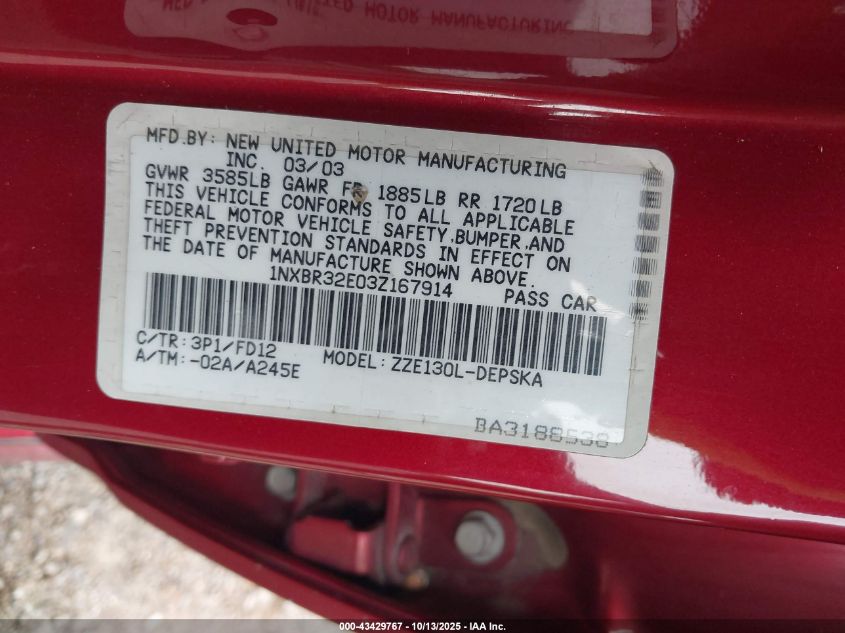 MFD.BY: NEW UNITED MOTOR MANUFACTURING
INC. 03/03
GVWR 3585LB GAWR FR 1885LB RR 1720LB
THIS VEHICLE CONFORMS TO ALL APPLICABLE
FEDERAL MOTOR VEHICLE SAFETY,BUMPER,AND
THEFT PREVENTION STANDARDS IN EFFECT ON
THE DATE OF MANUFACTURE SHOWN ABOVE.
1NXBR32E03Z167914 PASS CAR
C/TR: 3P1/FD12
A/TM: -02A/A245E MODEL: ZZE130L-DEPSKA
BA3188538
000-43429767 - 10/13/2025 - IAA Inc.